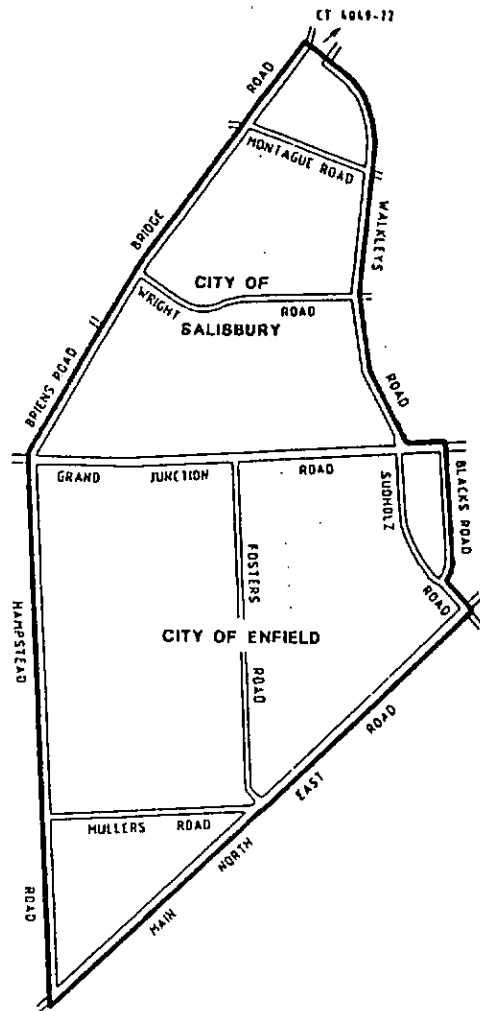 CT 4049-22
ROAD
MONTAGUE ROAD
BRIDGE
WALKLEYS
CITY OF
WRIGHT
ROAD
SALISBURY
BRIENS ROAD
ROAD
GRAND JUNCTION ROAD
SUDHOLZ
BLACKS ROAD
FOSTERS
ROAD
HAMPSTEAD
CITY OF ENFIELD
ROAD
ROAD
EAST
MULLERS ROAD
NORTH
ROAD
MAIN